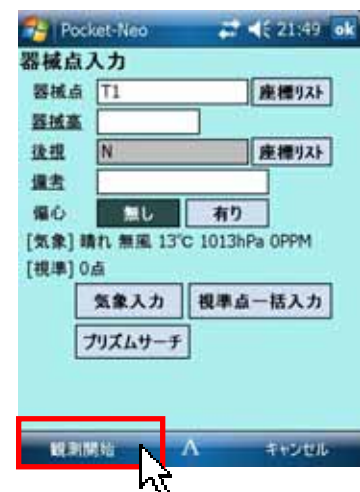 Pocket-Neo 21:49 ok
器械点入力
器械点 T1 座標リスト
器械高
後視 N 座標リスト
備考
偏心 無し 有り
[気象] 晴れ 無風 13℃ 1013hPa 0PPM
[視準] 0点
気象入力 視準点一括入力
プリズムサーチ
観測開始 キャンセル